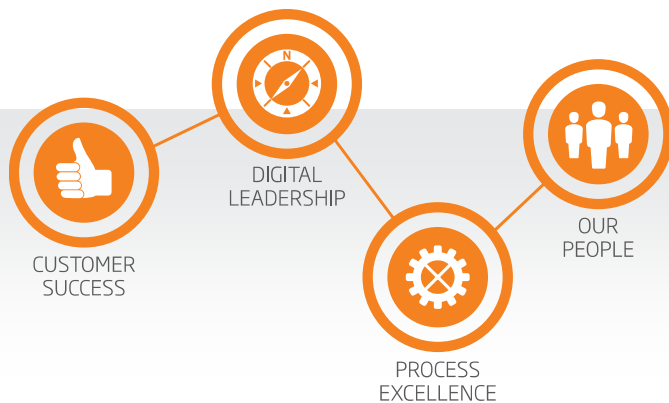 N
DIGITAL
LEADERSHIP
OUR
PEOPLE
CUSTOMER
SUCCESS
PROCESS
EXCELLENCE